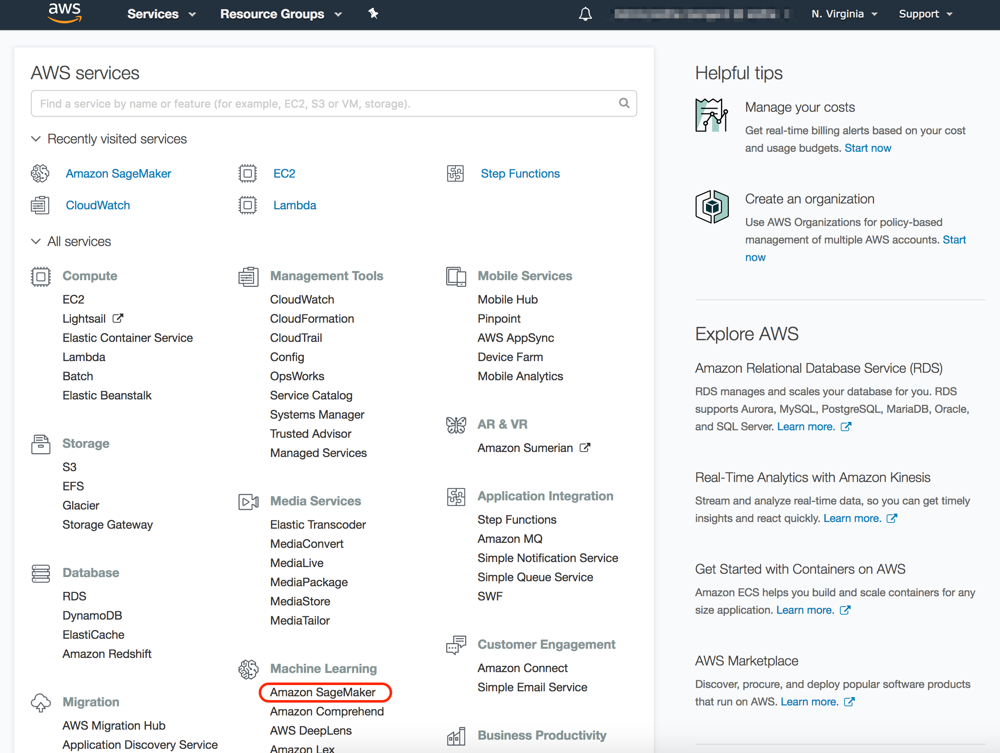 aws Services Resource Groups N. Virginia Support
AWS services
Find a service by name or feature (for example, EC2, S3 or VM, storage).
Recently visited services
Amazon SageMaker
EC2
Step Functions
CloudWatch
Lambda
All services
Compute
EC2
Lightsail
Elastic Container Service
Lambda
Batch
Elastic Beanstalk
Storage
S3
EFS
Glacier
Storage Gateway
Database
RDS
DynamoDB
ElastiCache
Amazon Redshift
Migration
AWS Migration Hub
Application Discovery Service
Management Tools
CloudWatch
CloudFormation
CloudTrail
Config
OpsWorks
Service Catalog
Systems Manager
Trusted Advisor
Managed Services
Media Services
Elastic Transcoder
MediaConvert
MediaLive
MediaPackage
MediaStore
MediaTailor
Machine Learning
Amazon SageMaker
Amazon Comprehend
AWS DeepLens
Amazon Lex
Mobile Services
Mobile Hub
Pinpoint
AWS AppSync
Device Farm
Mobile Analytics
AR & VR
Amazon Sumerian
Application Integration
Step Functions
Amazon MQ
Simple Notification Service
Simple Queue Service
SWF
Customer Engagement
Amazon Connect
Simple Email Service
Business Productivity
Helpful tips
Manage your costs
Get real-time billing alerts based on your cost
and usage budgets. Start now
Create an organization
Use AWS Organizations for policy-based
management of multiple AWS accounts. Start
now
Explore AWS
Amazon Relational Database Service (RDS)
RDS manages and scales your database for you. RDS
supports Aurora, MySQL, PostgreSQL, MariaDB, Oracle,
and SQL Server. Learn more.
Real-Time Analytics with Amazon Kinesis
Stream and analyze real-time data, so you can get timely
insights and react quickly. Learn more.
Get Started with Containers on AWS
Amazon ECS helps you build and scale containers for any
size application. Learn more.
AWS Marketplace
Discover, procure, and deploy popular software products
that run on AWS. Learn more.